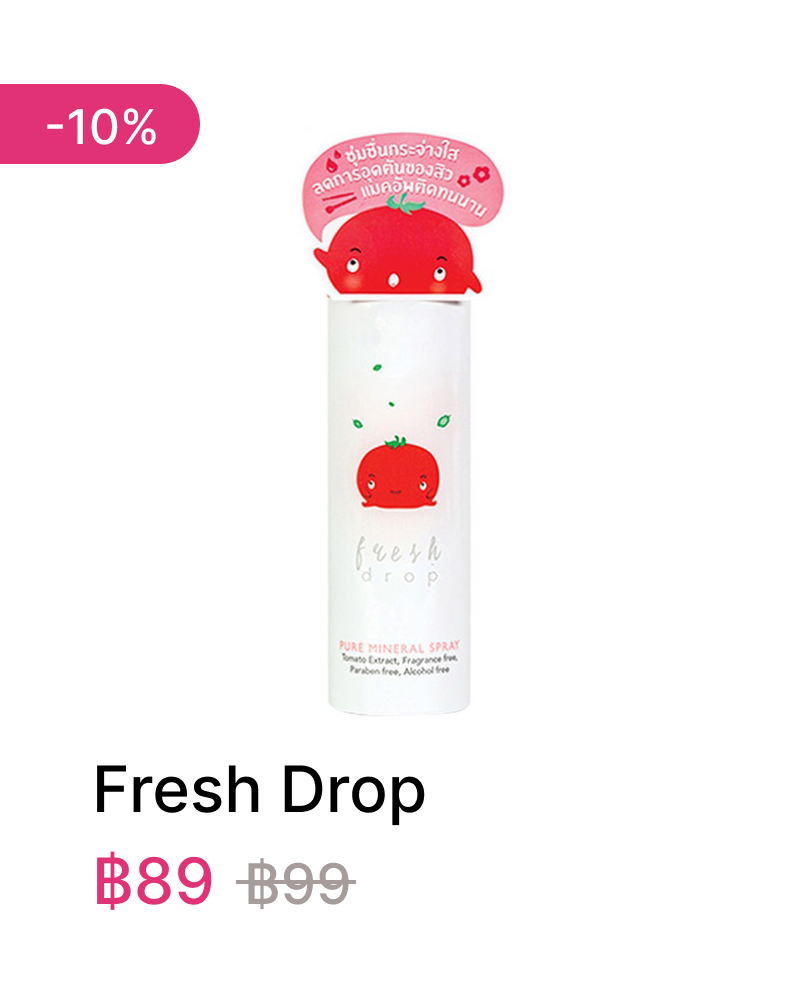 -10%
ชุ่มชื่นกระจ่างใส
ลดการอุดตันของสิว
แมคอัพติดทนนาน
fresh
drop
PURE MINERAL SPRAY
Tomato Extract, Fragrance free,
Paraben free, Alcohol free
Fresh Drop
฿89 ฿99